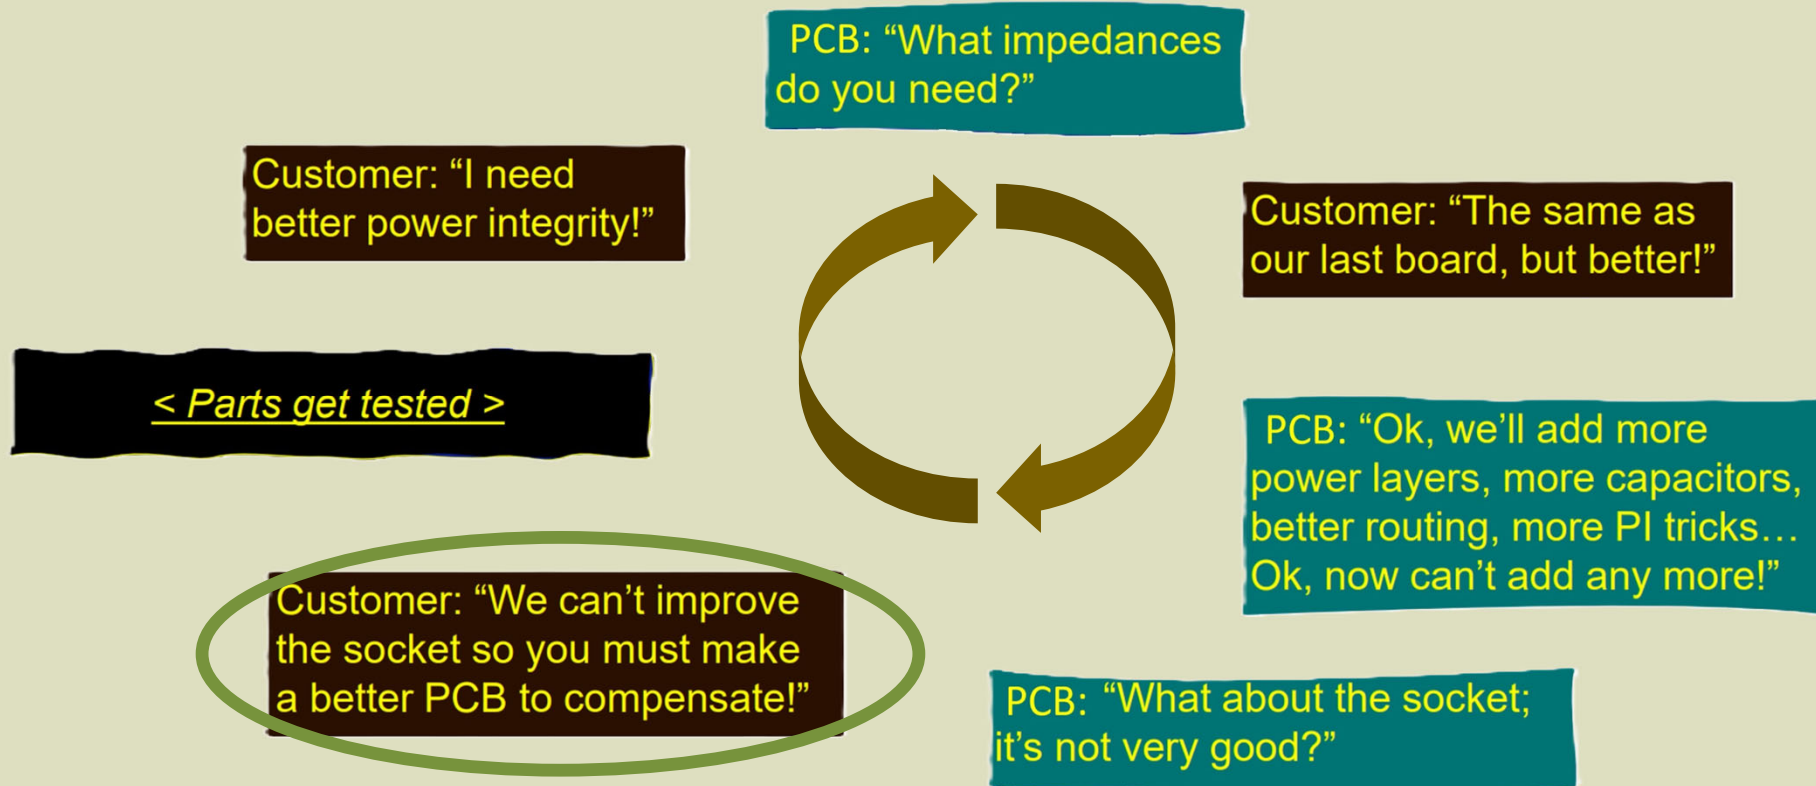 PCB: “What impedances
do you need?”
Customer: “I need
better power integrity!”
Customer: “The same as
our last board, but better!”
< Parts get tested >
PCB: “Ok, we’ll add more
power layers, more capacitors,
better routing, more PI tricks…
Ok, now can’t add any more!”
Customer: “We can’t improve
the socket so you must make
a better PCB to compensate!”
PCB: “What about the socket;
it’s not very good?”